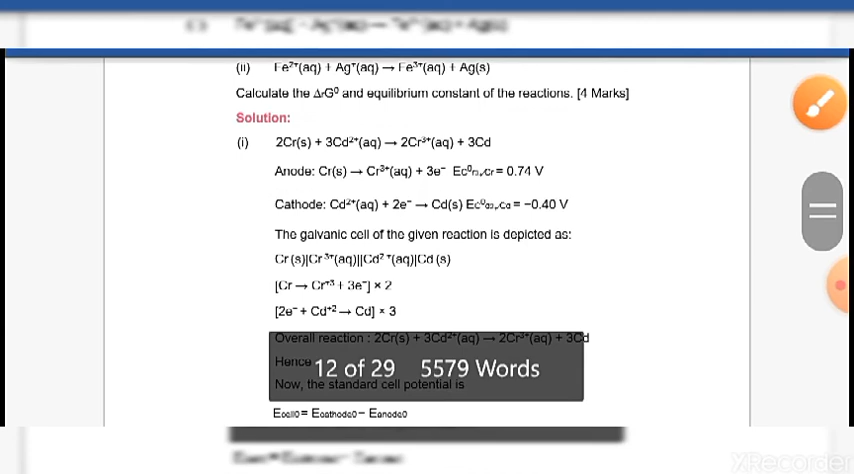 (ii) Fe²⁺(aq) + Ag⁺(aq) → Fe³⁺(aq) + Ag(s)
Calculate the ΔrG⁰ and equilibrium constant of the reactions. [4 Marks]
Solution:
(i) 2Cr(s) + 3Cd²⁺(aq) → 2Cr³⁺(aq) + 3Cd
Anode: Cr(s) → Cr³⁺(aq) + 3e⁻ = 0.74 V
Cathode: Cd²⁺(aq) + 2e⁻ → Cd(s) = −0.40 V
The galvanic cell of the given reaction is depicted as:
Cr (s)|Cr³⁺(aq)||Cd²⁺(aq)|Cd (s)
[Cr → Cr⁺³ + 3e⁻] × 2
[2e⁻ + Cd⁺² → Cd] × 3
Overall reaction : 2Cr(s) + 3Cd²⁺(aq) → 2Cr³⁺(aq) + 3Cd
Hence
12 of 29 5579 Words
Now, the standard cell potential is
Ecell0 = Ecathode0 − Eanode0
XRecorder